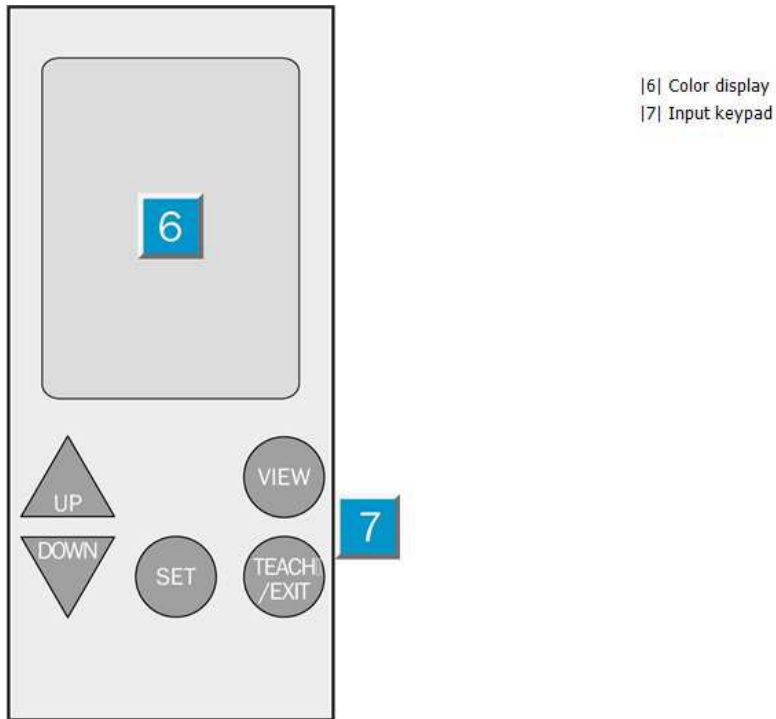 |6| Color display
|7| Input keypad
6
UP
VIEW
7
DOWN
SET
TEACH
/EXIT